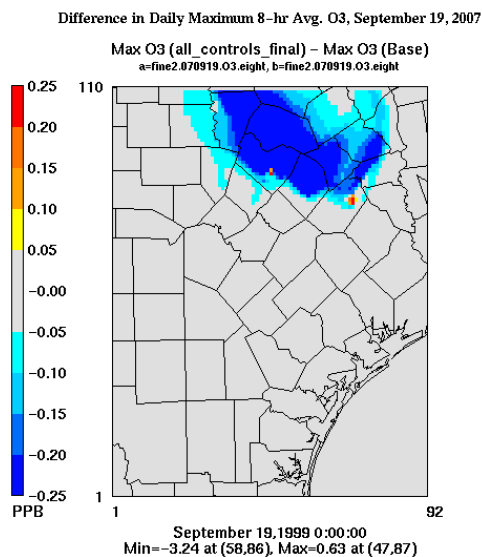 Difference in Daily Maximum 8-hr Avg. O3, September 19, 2007
Max O3 (all_controls_final) − Max O3 (Base)
a=fine2.070919.O3.eight, b=fine2.070919.O3.eight
0.25
0.20
0.15
0.10
0.05
−0.00
−0.05
−0.10
−0.15
−0.20
−0.25
PPB
110
1
1
92
September 19,1999 0:00:00
Min=−3.24 at (58,86), Max=0.63 at (47,87)